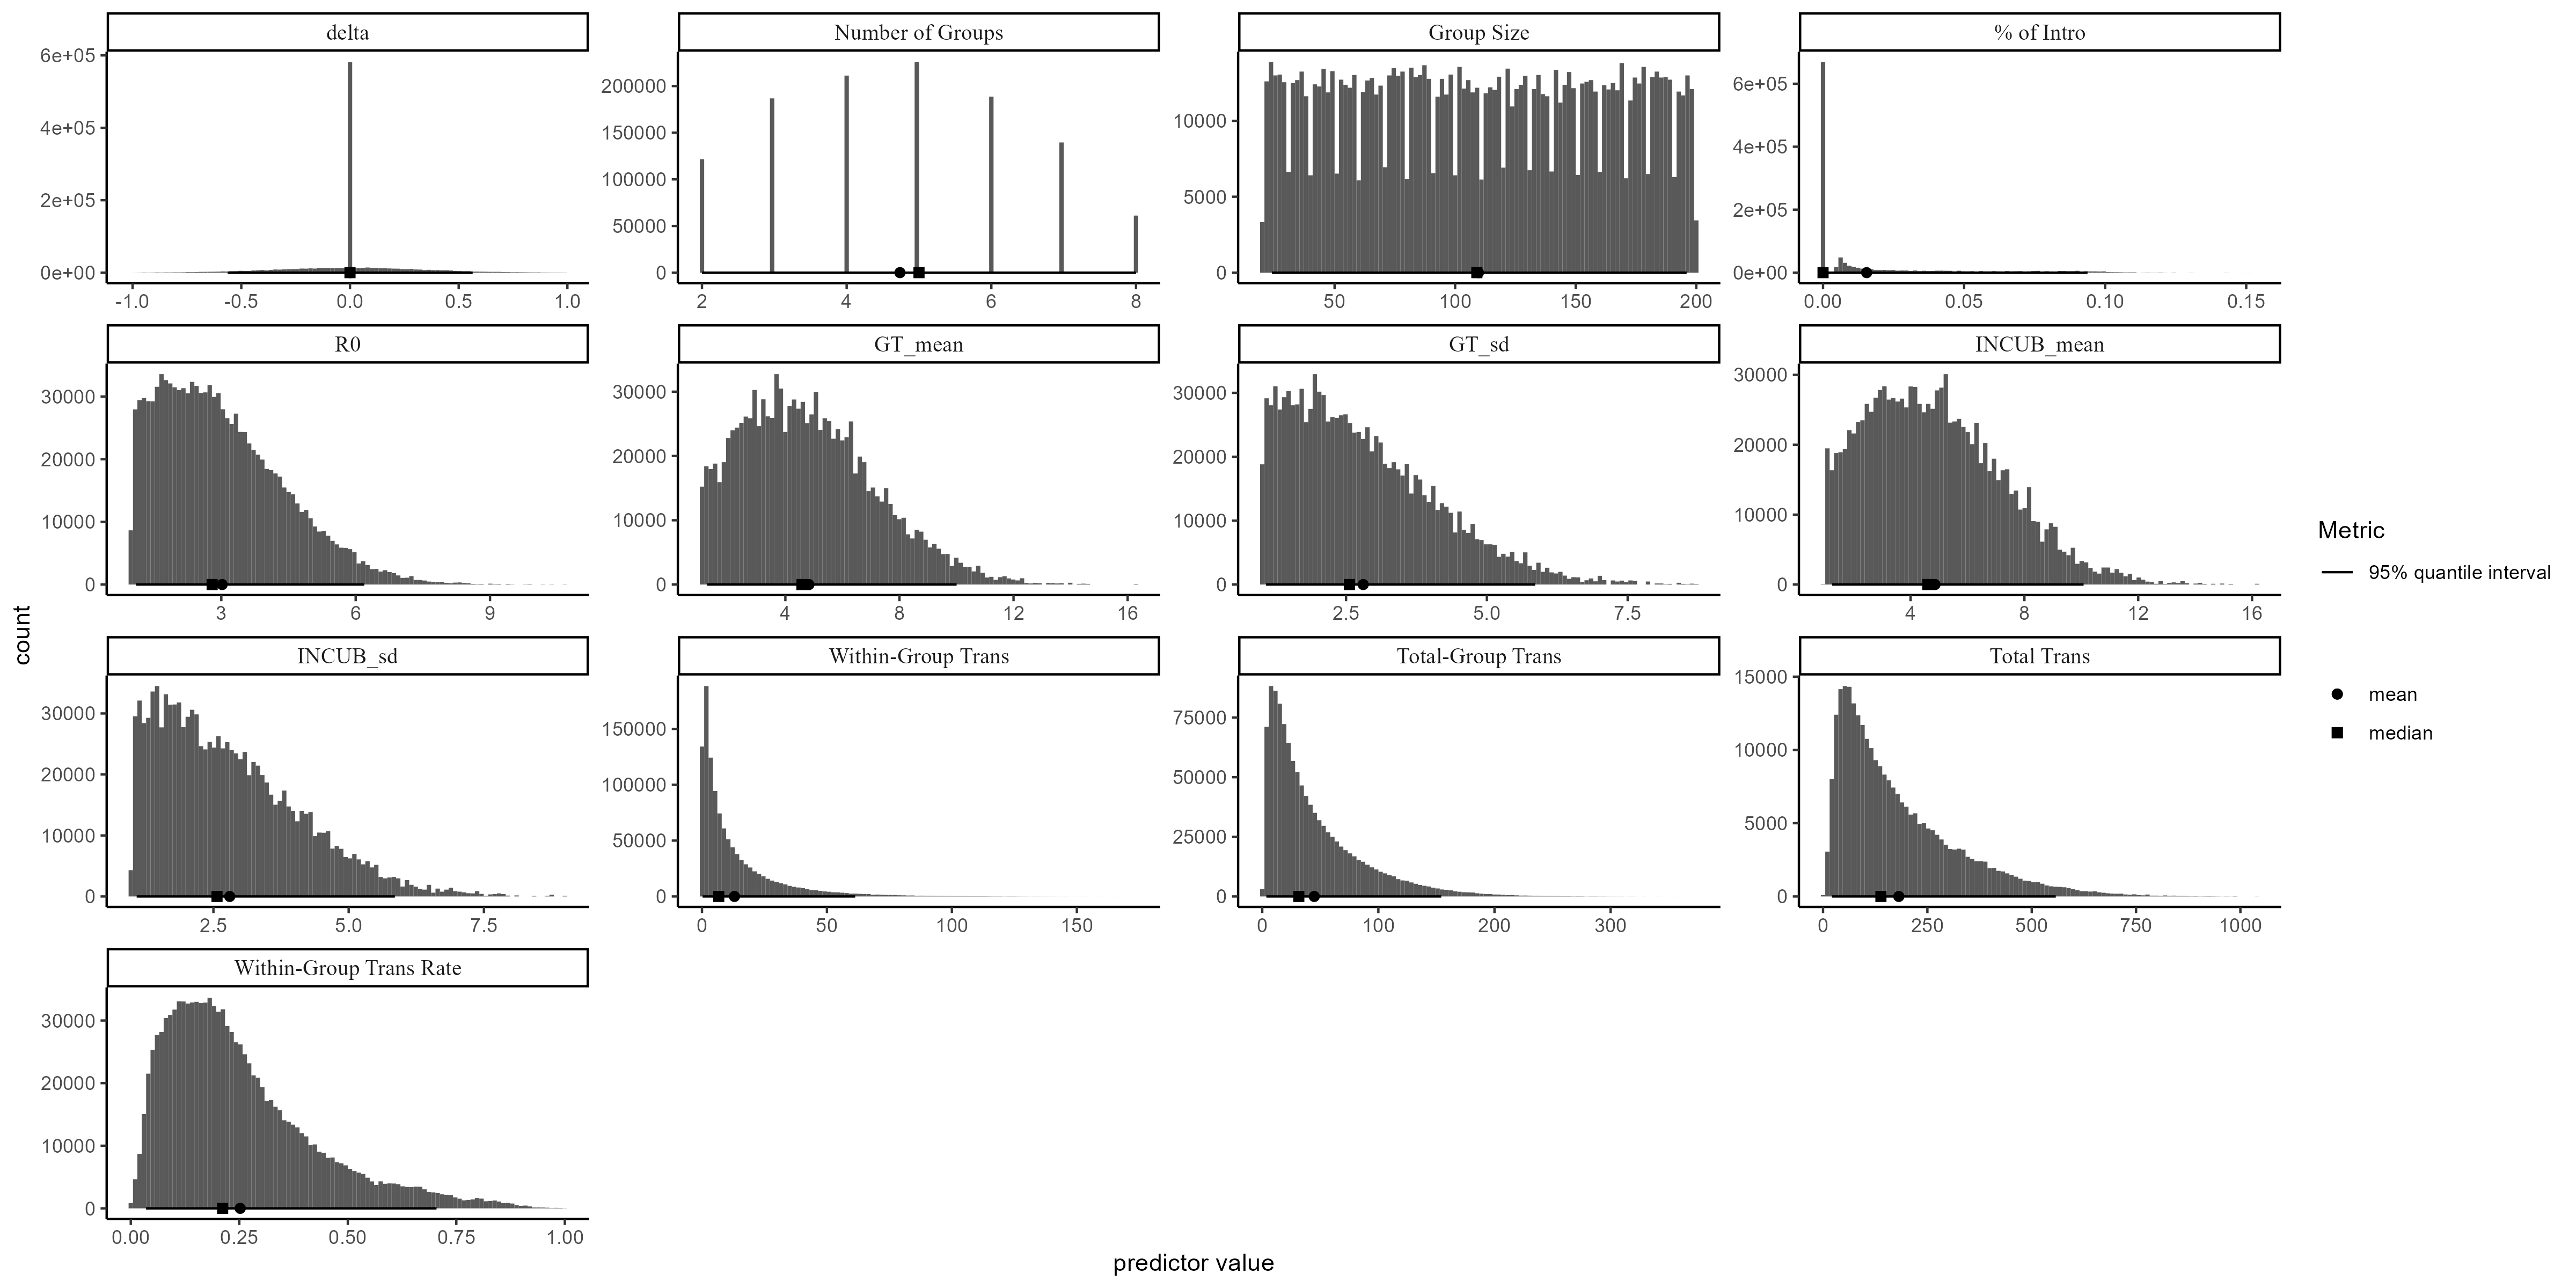 delta
Number of Groups
Group Size
% of Intro
6e+05
4e+05
2e+05
0e+00
-1.0 -0.5 0.0 0.5 1.0
200000
150000
100000
50000
0
2 4 6 8
10000
5000
0
50 100 150 200
6e+05
4e+05
2e+05
0e+00
0.00 0.05 0.10 0.15
R0
GT_mean
GT_sd
INCUB_mean
30000
20000
10000
0
3 6 9
30000
20000
10000
0
4 8 12 16
30000
20000
10000
0
2.5 5.0 7.5
30000
20000
10000
0
4 8 12 16
INCUB_sd
Within-Group Trans
Total-Group Trans
Total Trans
30000
20000
10000
0
2.5 5.0 7.5
150000
100000
50000
0
0 50 100 150
75000
50000
25000
0
0 100 200 300
15000
10000
5000
0
0 250 500 750 1000
Within-Group Trans Rate
30000
20000
10000
0
0.00 0.25 0.50 0.75 1.00
count
predictor value
Metric
95% quantile interval
mean
median